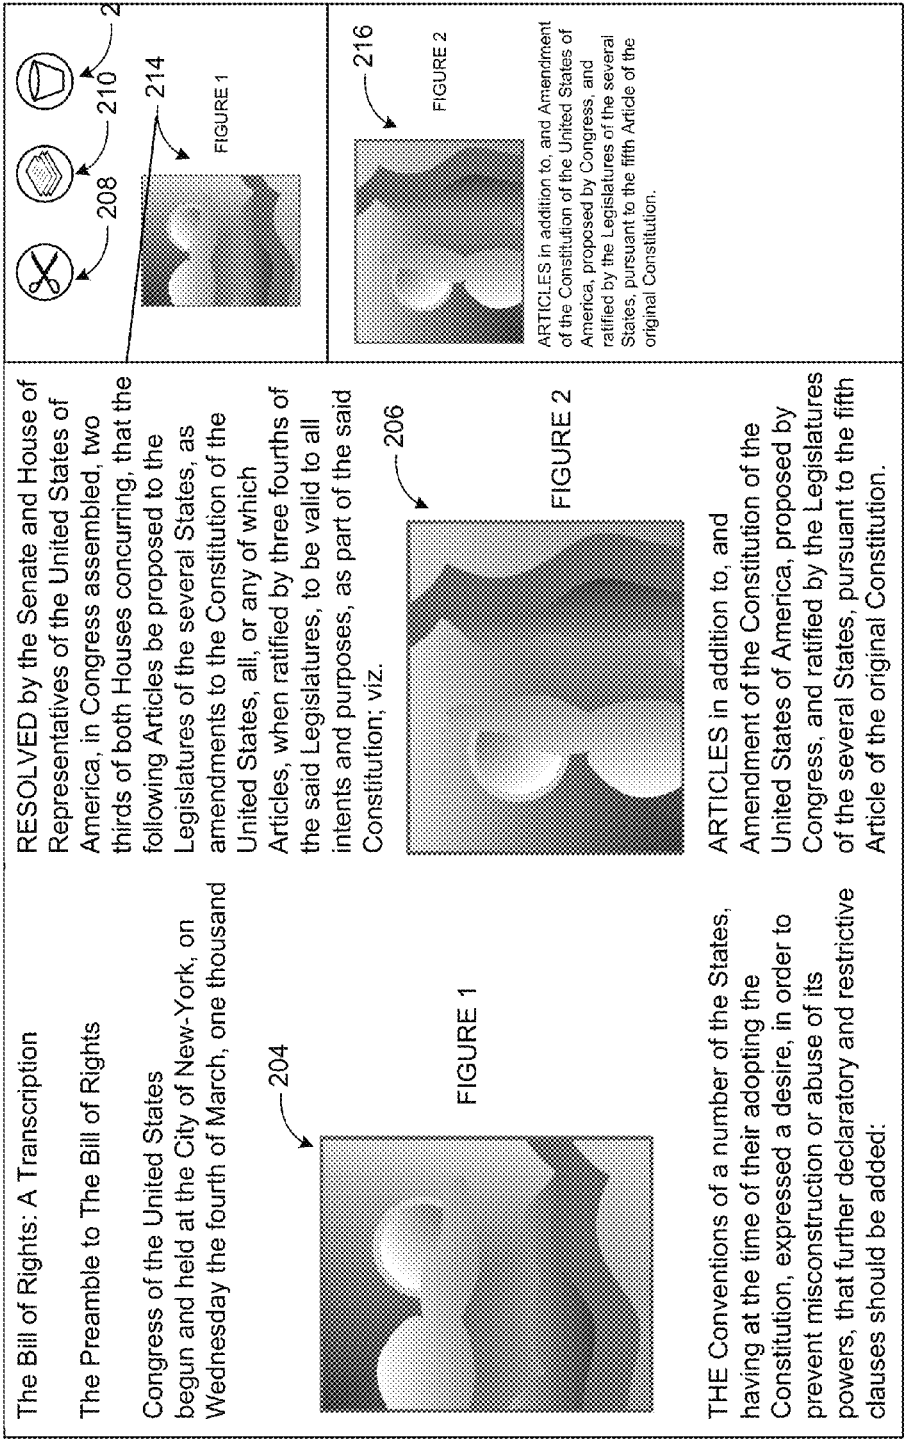 The Bill of Rights: A Transcription
The Preamble to The Bill of Rights
Congress of the United States
begun and held at the City of New-York, on
Wednesday the fourth of March, one thousand
204
FIGURE 1
THE Conventions of a number of the States,
having at the time of their adopting the
Constitution, expressed a desire, in order to
prevent misconstruction or abuse of its
powers, that further declaratory and restrictive
clauses should be added:
RESOLVED by the Senate and House of
Representatives of the United States of
America, in Congress assembled, two
thirds of both Houses concurring, that the
following Articles be proposed to the
Legislatures of the several States, as
amendments to the Constitution of the
United States, all, or any of which
Articles, when ratified by three fourths of
the said Legislatures, to be valid to all
intents and purposes, as part of the said
Constitution; viz.
206
FIGURE 2
ARTICLES in addition to, and
Amendment of the Constitution of the
United States of America, proposed by
Congress, and ratified by the Legislatures
of the several States, pursuant to the fifth
Article of the original Constitution.
208
210
2
214
FIGURE 1
216
FIGURE 2
ARTICLES in addition to, and Amendment
of the Constitution of the United States of
America, proposed by Congress, and
ratified by the Legislatures of the several
States, pursuant to the fifth Article of the
original Constitution.